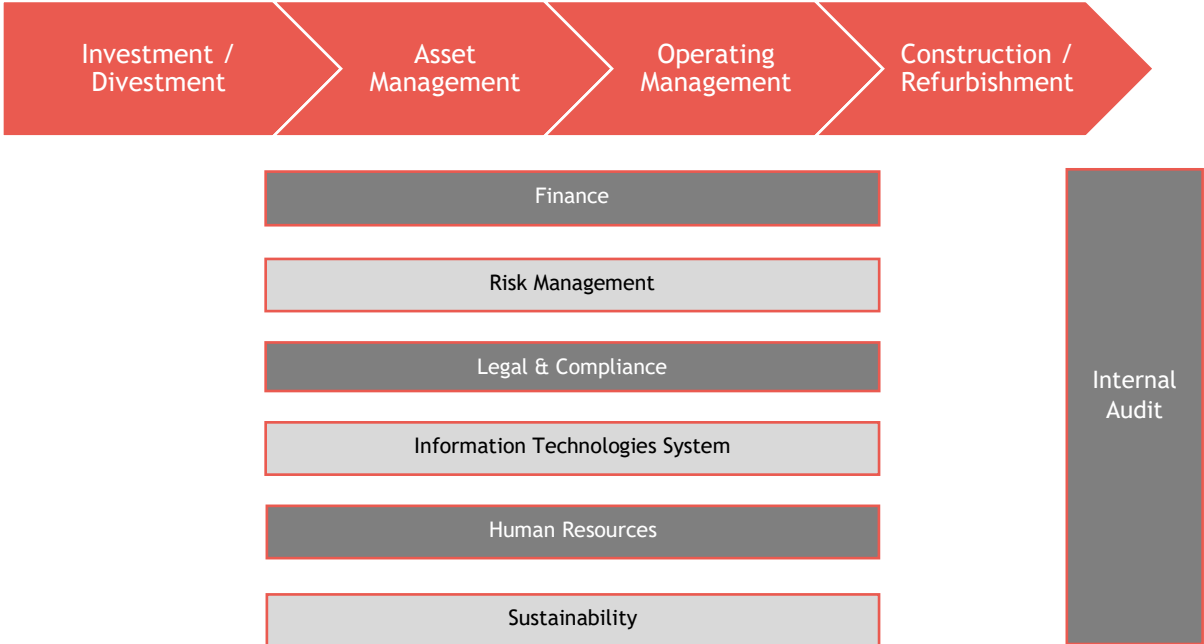 Investment /
Divestment
Asset
Management
Operating
Management
Construction /
Refurbishment
Finance
Risk Management
Legal & Compliance
Information Technologies System
Human Resources
Sustainability
Internal
Audit